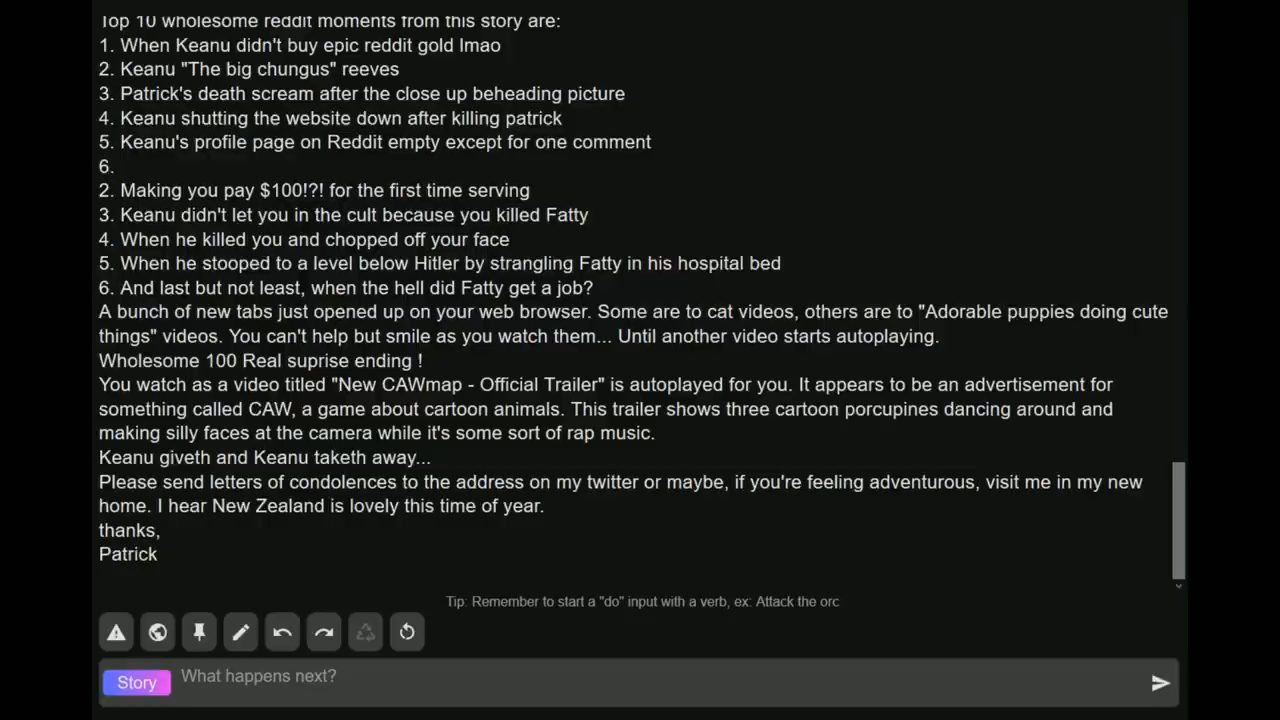 Top 10 wholesome reddit moments from this story are:
1. When Keanu didn't buy epic reddit gold lmao
2. Keanu "The big chungus" reeves
3. Patrick's death scream after the close up beheading picture
4. Keanu shutting the website down after killing patrick
5. Keanu's profile page on Reddit empty except for one comment
6.
2. Making you pay $100!?! for the first time serving
3. Keanu didn't let you in the cult because you killed Fatty
4. When he killed you and chopped off your face
5. When he stooped to a level below Hitler by strangling Fatty in his hospital bed
6. And last but not least, when the hell did Fatty get a job?
A bunch of new tabs just opened up on your web browser. Some are to cat videos, others are to "Adorable puppies doing cute
things" videos. You can't help but smile as you watch them... Until another video starts autoplaying.
Wholesome 100 Real suprise ending !
You watch as a video titled "New CAWmap - Official Trailer" is autoplayed for you. It appears to be an advertisement for
something called CAW, a game about cartoon animals. This trailer shows three cartoon porcupines dancing around and
making silly faces at the camera while it's some sort of rap music.
Keanu giveth and Keanu taketh away...
Please send letters of condolences to the address on my twitter or maybe, if you're feeling adventurous, visit me in my new
home. I hear New Zealand is lovely this time of year.
thanks,
Patrick
Tip: Remember to start a "do" input with a verb, ex: Attack the orc
Story What happens next?